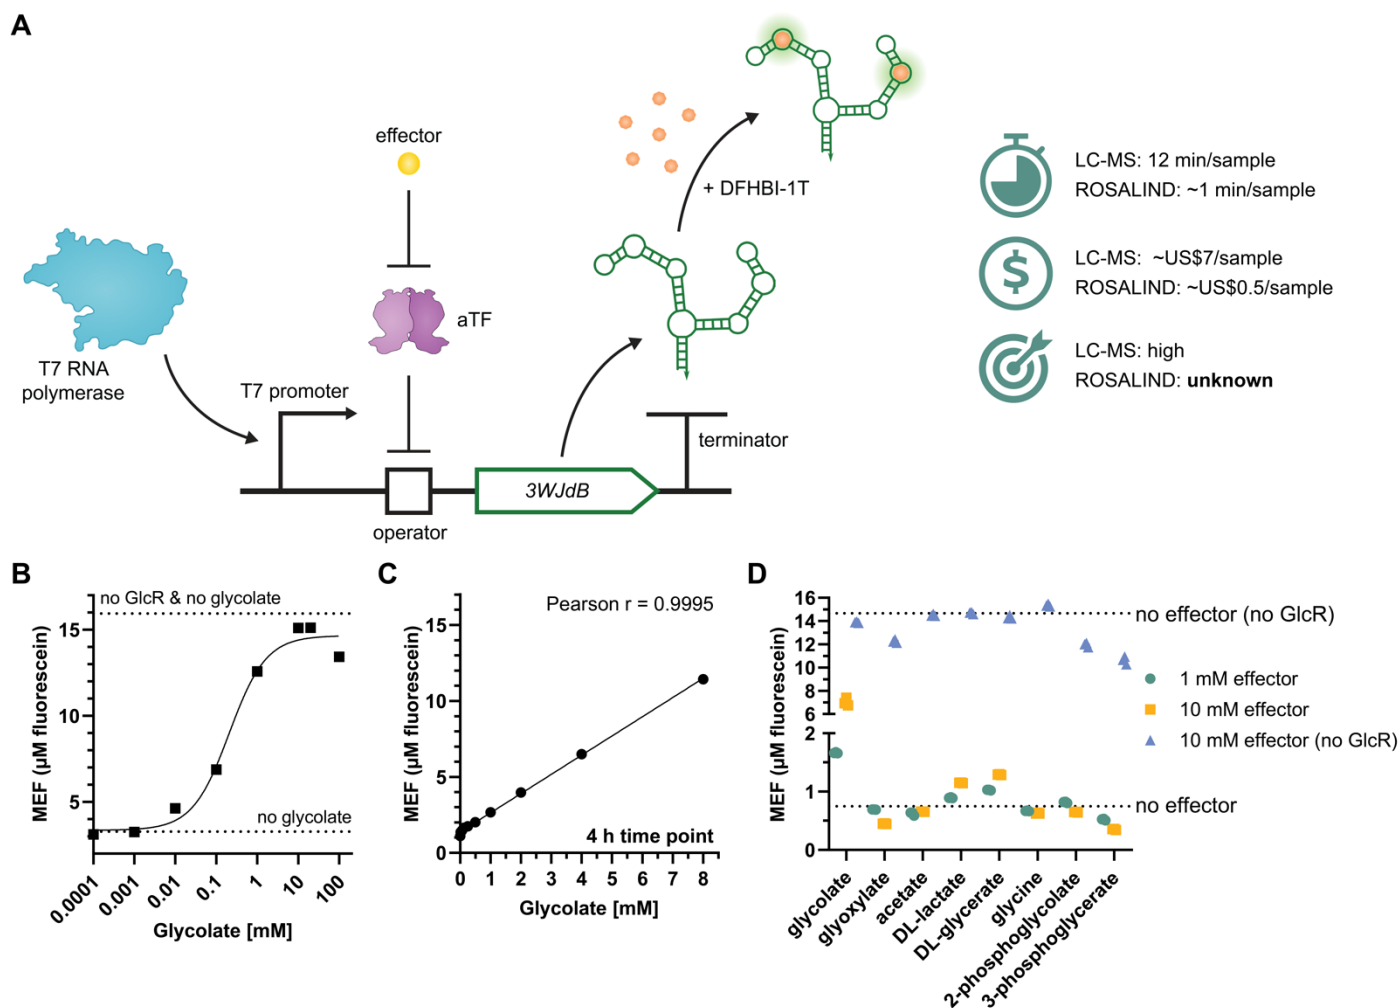 A
effector
aTF
T7 RNA
polymerase
T7 promoter
+ DFHBI-1T
terminator
3WJdB
operator
LC-MS: 12 min/sample
ROSALIND: ~1 min/sample
$
LC-MS: ~US$7/sample
ROSALIND: ~US$0.5/sample
LC-MS: high
ROSALIND: unknown
B
MEF (µM fluorescein)
no GlcR & no glycolate
15
10
5
no glycolate
0.0001
0.001
0.01
0.1
1
10
100
Glycolate [mM]
C
MEF (µM fluorescein)
Pearson r = 0.9995
15
10
5
0
4 h time point
0
1
2
3
4
5
6
7
8
Glycolate [mM]
D
MEF (µM fluorescein)
16
14
12
10
8
6
2
1
0
no effector (no GlcR)
1 mM effector
10 mM effector
10 mM effector (no GlcR)
no effector
glycolate
glyoxylate
acetate
DL-lactate
DL-glycerate
glycine
2-phosphoglycolate
3-phosphoglycerate